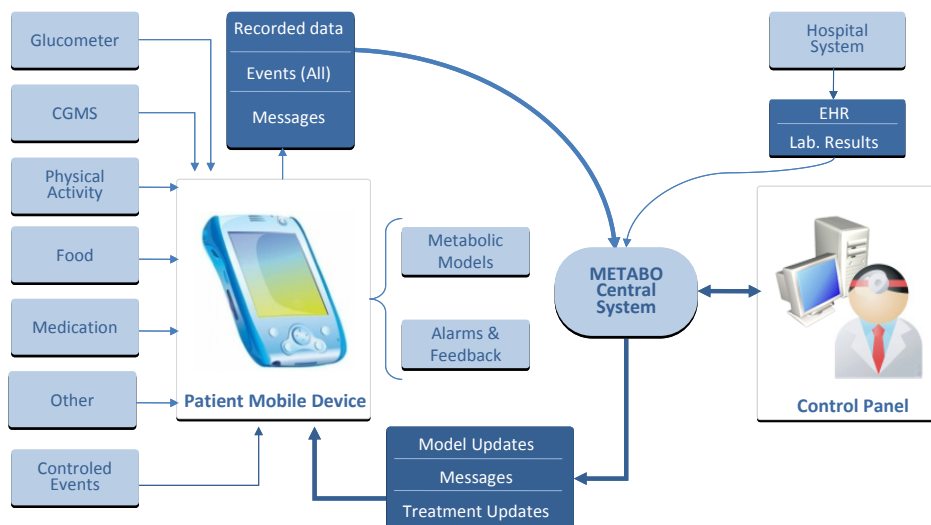 Glucometer
CGMS
Physical
Activity
Food
Medication
Other
Controled
Events
Recorded data
Events (All)
Messages
Patient Mobile Device
Metabolic
Models
Alarms &
Feedback
Model Updates
Messages
Treatment Updates
METABO
Central
System
Hospital
System
EHR
Lab. Results
Control Panel